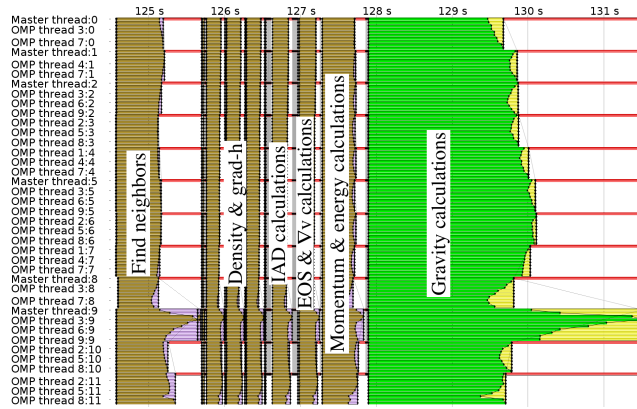 125 s 126 s 127 s 128 s 129 s 130 s 131 s
Master thread:0
OMP thread 3:0
OMP thread 7:0
Master thread:1
OMP thread 4:1
OMP thread 7:1
Master thread:2
OMP thread 3:2
OMP thread 6:2
OMP thread 9:2
OMP thread 2:3
OMP thread 5:3
OMP thread 8:3
OMP thread 1:4
OMP thread 4:4
OMP thread 7:4
Master thread:5
OMP thread 3:5
OMP thread 6:5
OMP thread 9:5
OMP thread 2:6
OMP thread 5:6
OMP thread 8:6
OMP thread 1:7
OMP thread 4:7
OMP thread 7:7
Master thread:8
OMP thread 3:8
OMP thread 7:8
Master thread:9
OMP thread 3:9
OMP thread 6:9
OMP thread 9:9
OMP thread 2:10
OMP thread 5:10
OMP thread 8:10
OMP thread 2:11
OMP thread 5:11
OMP thread 8:11
Find neighbors
Density & grad-h
IAD calculations
EOS & ∇v calculations
Momentum & energy calculations
Gravity calculations